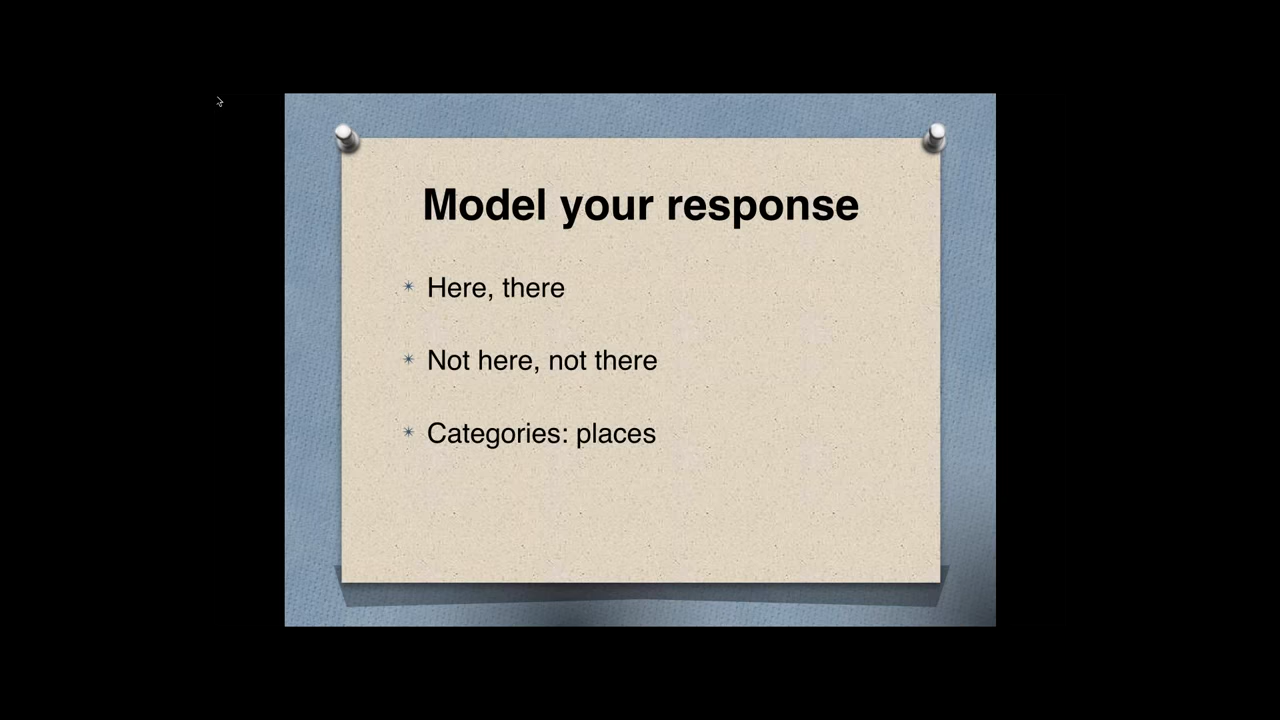 Model your response
Here, there
Not here, not there
Categories: places